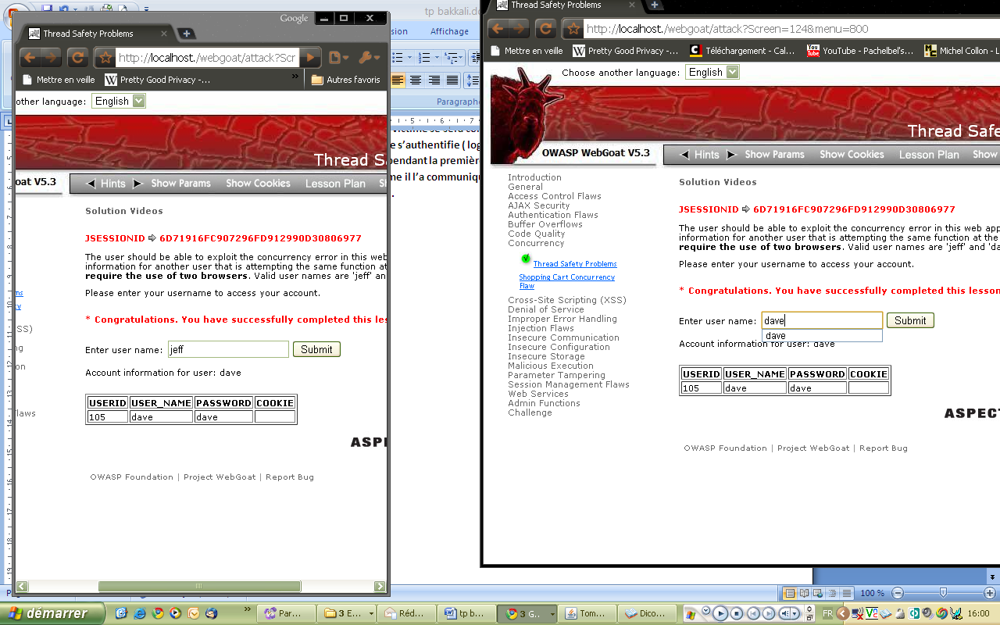 tp bakkali.do
sion
Affichage
Paragraphe
5 6 7
e s'authentifie ( log
pendant la première
me il l'a communiqu
Google
Thread Safety Problems
http://localhost./webgoat/attack?Scr
Mettre en veille
Pretty Good Privacy -...
»
Autres favoris
other language:
English
Thread S
oat V5.3
Hints
Show Params
Show Cookies
Lesson Plan
Solution Videos
JSESSIONID ⇨ 6D71916FC907296FD912990D30806977
The user should be able to exploit the concurrency error in this web
information for another user that is attempting the same function at
require the use of two browsers. Valid user names are 'jeff' an
Please enter your username to access your account.
* Congratulations. You have successfully completed this les
Enter user name:
jeff
Submit
Account information for user: dave
USERID USER_NAME PASSWORD COOKIE
105 dave dave
ASPE
OWASP Foundation | Project WebGoat | Report Bug
ms
cy
SS)
ng
on
laws
Thread Safety Problems
http://localhost./webgoat/attack?Screen=124&menu=800
Mettre en veille
Pretty Good Privacy -...
Téléchargement - Cal...
YouTube - Pachelbel's...
Michel Collon - L
Choose another language:
English
Thread Safety
OWASP WebGoat V5.3
Hints
Show Params
Show Cookies
Lesson Plan
Show
Introduction
General
Access Control Flaws
AJAX Security
Authentication Flaws
Buffer Overflows
Code Quality
Concurrency
Thread Safety Problems
Shopping Cart Concurrency
Flaw
Cross-Site Scripting (XSS)
Denial of Service
Improper Error Handling
Injection Flaws
Insecure Communication
Insecure Configuration
Insecure Storage
Malicious Execution
Parameter Tampering
Session Management Flaws
Web Services
Admin Functions
Challenge
Solution Videos
JSESSIONID ⇨ 6D71916FC907296FD912990D30806977
The user should be able to exploit the concurrency error in this web app
information for another user that is attempting the same function at the
require the use of two browsers. Valid user names are 'jeff' and 'da
Please enter your username to access your account.
* Congratulations. You have successfully completed this lesson
Enter user name:
dave
Submit
dave
Account information for user: dave
USERID USER_NAME PASSWORD COOKIE
105 dave dave
ASPECT
OWASP Foundation | Project WebGoat | Report Bug
100 %
démarrer
»
Par...
3 E...
Réd...
tp b...
3 G..
Tom...
Dico...
FR
16:00